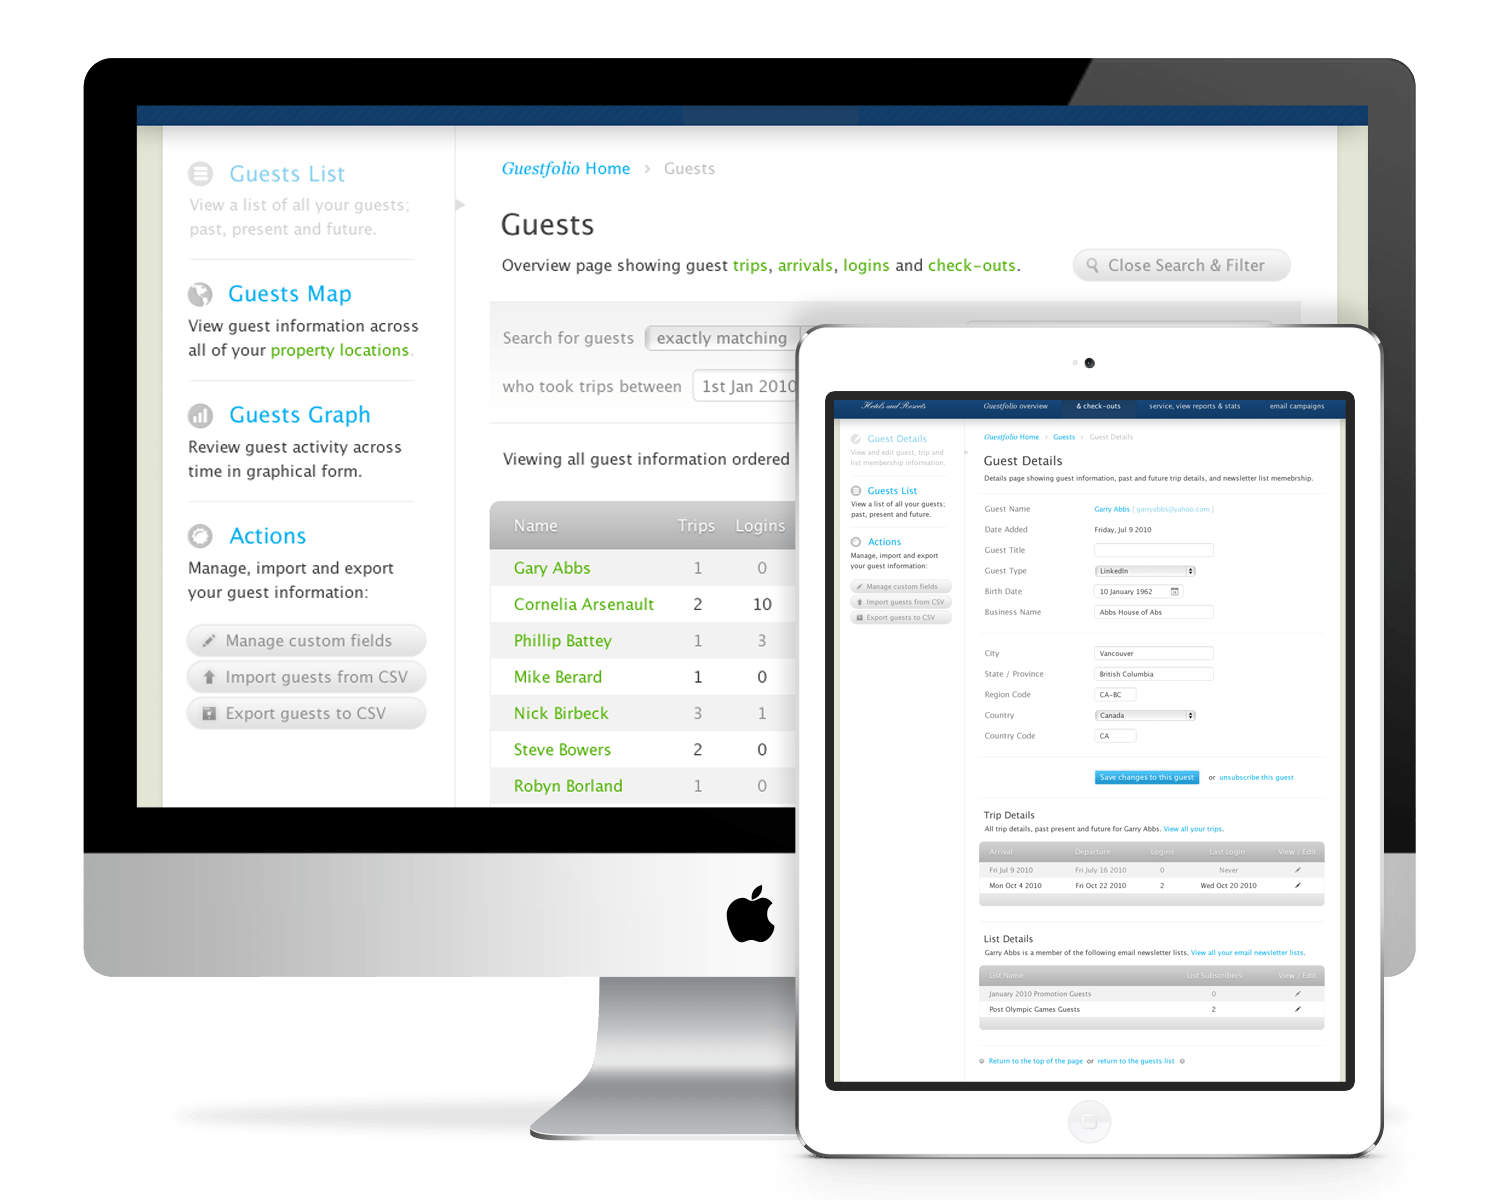 Guests List
View a list of all your guests;
past, present and future.
Guests Map
View guest information across
all of your property locations.
Guests Graph
Review guest activity across
time in graphical form.
Actions
Manage, import and export
your guest information:
Manage custom fields
Import guests from CSV
Export guests to CSV
Guestfolio Home › Guests
Guests
Overview page showing guest trips, arrivals, logins and check-outs.
Close Search & Filter
Search for guests exactly matching
who took trips between 1st Jan 2010
Viewing all guest information ordered
Name Trips Logins
Gary Abbs 1 0
Cornelia Arsenault 2 10
Phillip Battey 1 3
Mike Berard 1 0
Nick Birbeck 3 1
Steve Bowers 2 0
Robyn Borland 1 0
Hotels and Resorts Guestfolio overview & check-outs service, view reports & stats email campaigns
Guest Details
View and edit guest, trip and
list membership information.
Guests List
View a list of all your guests;
past, present and future.
Actions
Manage, import and export
your guest information:
Manage custom fields
Import guests from CSV
Export guests to CSV
Guestfolio Home › Guests › Guest Details
Guest Details
Details page showing guest information, past and future trip details, and newsletter list memebrship.
Guest Name Garry Abbs [ garryabbs@yahoo.com ]
Date Added Friday, Jul 9 2010
Guest Title
Guest Type LinkedIn
Birth Date 10 January 1962
Business Name Abbs House of Abs
City Vancouver
State / Province British Columbia
Region Code CA-BC
Country Canada
Country Code CA
Save changes to this guest or unsubscribe this guest
Trip Details
All trip details, past present and future for Garry Abbs. View all your trips.
Arrival Departure Logins Last Login View / Edit
Fri Jul 9 2010 Fri July 16 2010 0 Never
Mon Oct 4 2010 Fri Oct 22 2010 2 Wed Oct 20 2010
List Details
Garry Abbs is a member of the following email newsletter lists. View all your email newsletter lists.
List Name List Subscribers View / Edit
January 2010 Promotion Guests 0
Post Olympic Games Guests 2
Return to the top of the page or return to the guests list